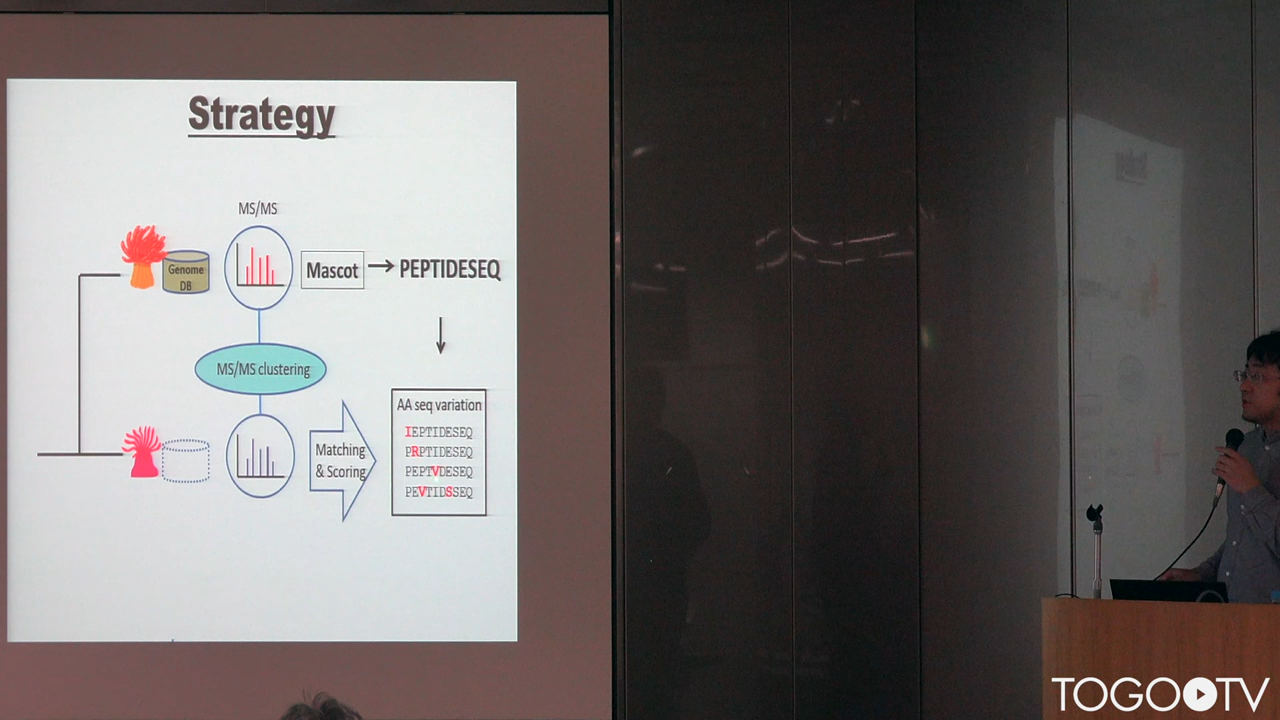 Strategy
MS/MS
Genome
DB
Mascot
PEPTIDESEQ
MS/MS clustering
AA seq variation
IEPTIDESEQ
PRPTIDESEQ
PEPTVDESEQ
PEVTIDSSEQ
Matching
& Scoring
TOGOTV